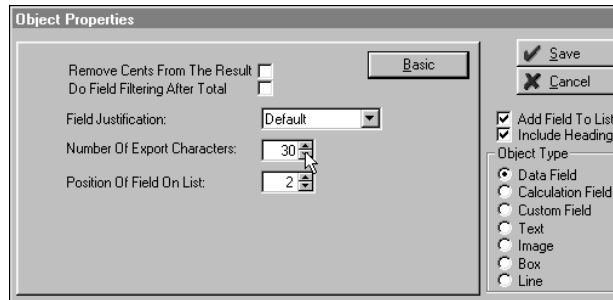 Object Properties
Remove Cents From The Result
Do Field Filtering After Total
Basic
Field Justification:
Default
Number Of Export Characters:
30
Position Of Field On List:
2
Save
Cancel
Add Field To List
Include Heading
Object Type
Data Field
Calculation Field
Custom Field
Text
Image
Box
Line